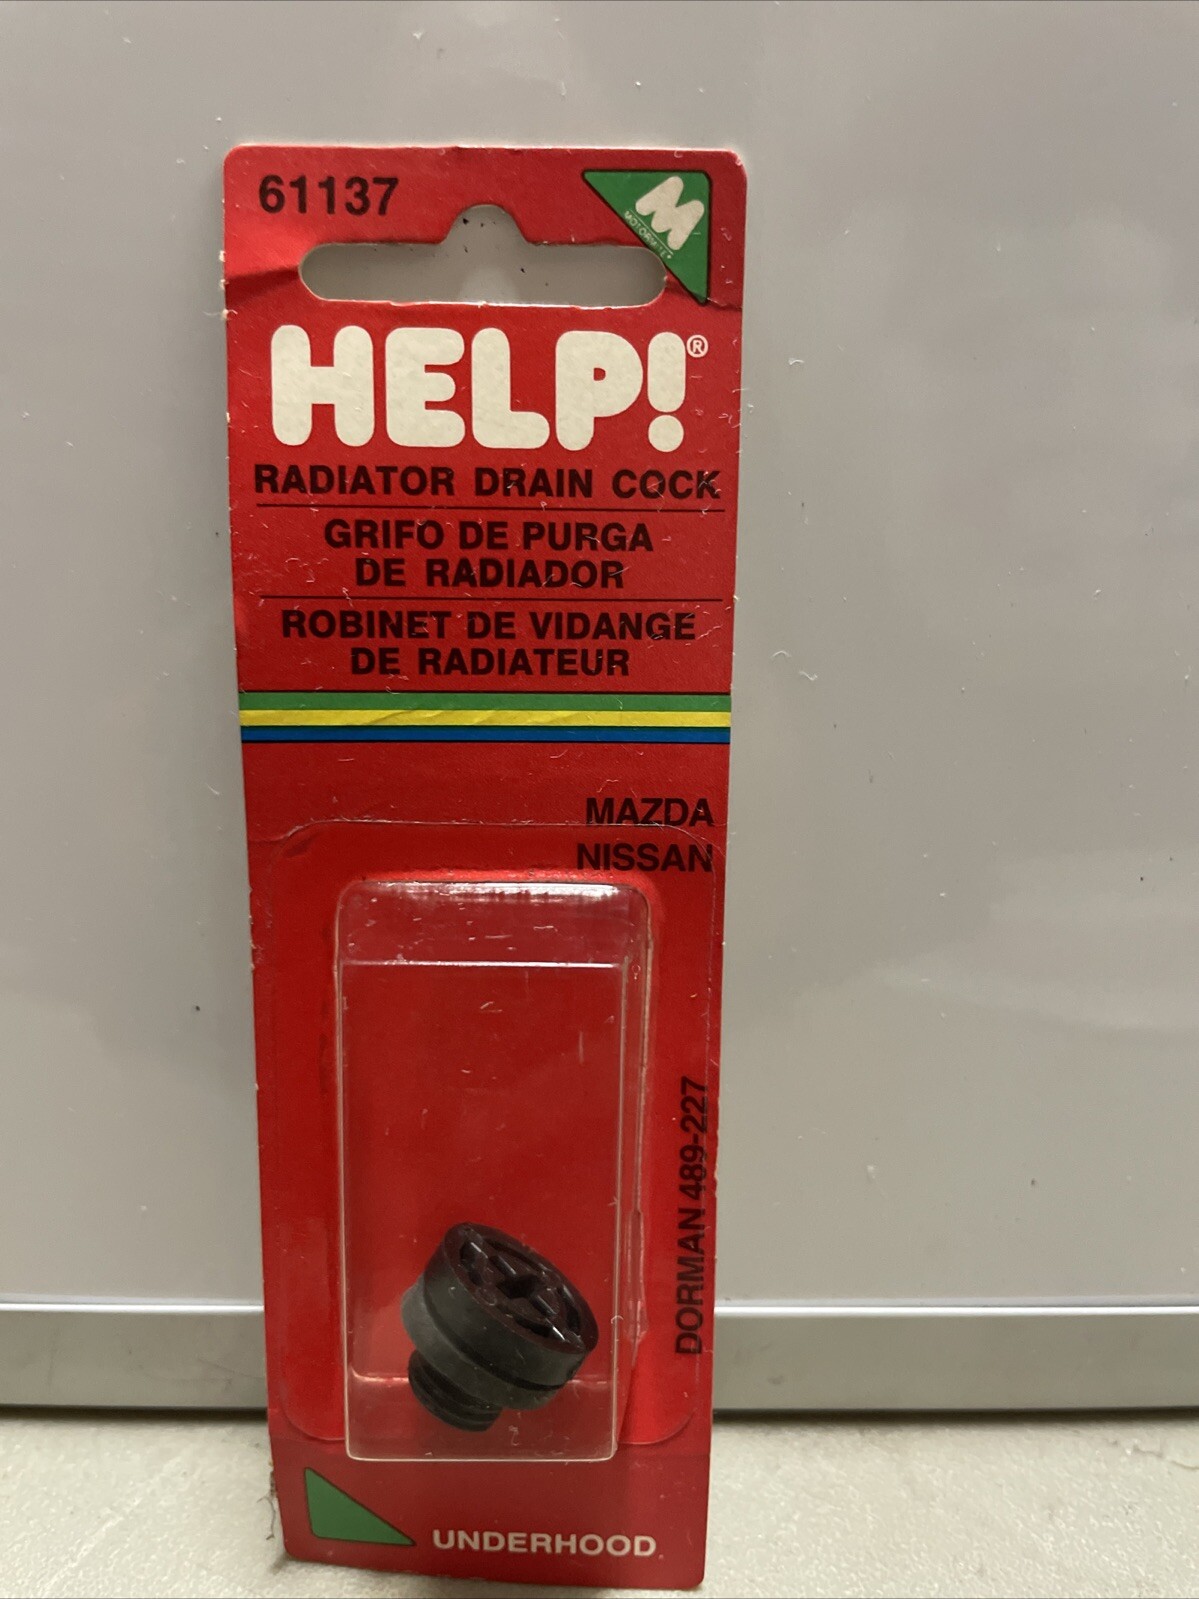 61137
M
MOTORMITE®
HELP!®
RADIATOR DRAIN COCK
GRIFO DE PURGA
DE RADIADOR
ROBINET DE VIDANGE
DE RADIATEUR
MAZDA
NISSAN
DORMAN 489-227
UNDERHOOD